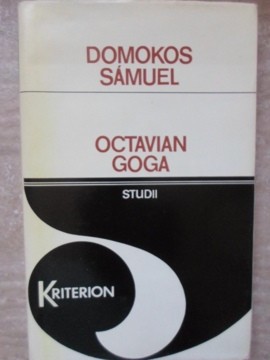 DOMOKOS
SÁMUEL
OCTAVIAN
GOGA
STUDII
KRITERION